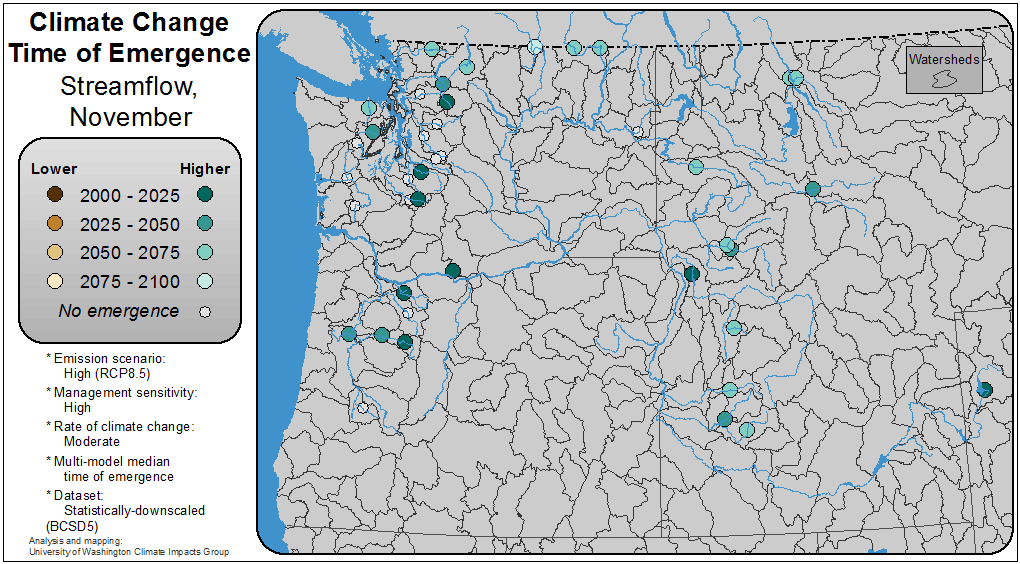 Climate Change
Time of Emergence
Streamflow,
November
Lower Higher
2000 - 2025
2025 - 2050
2050 - 2075
2075 - 2100
No emergence
* Emission scenario:
High (RCP8.5)
* Management sensitivity:
High
* Rate of climate change:
Moderate
* Multi-model median
time of emergence
* Dataset:
Statistically-downscaled
(BCSD5)
Analysis and mapping:
University of Washington Climate Impacts Group
Watersheds